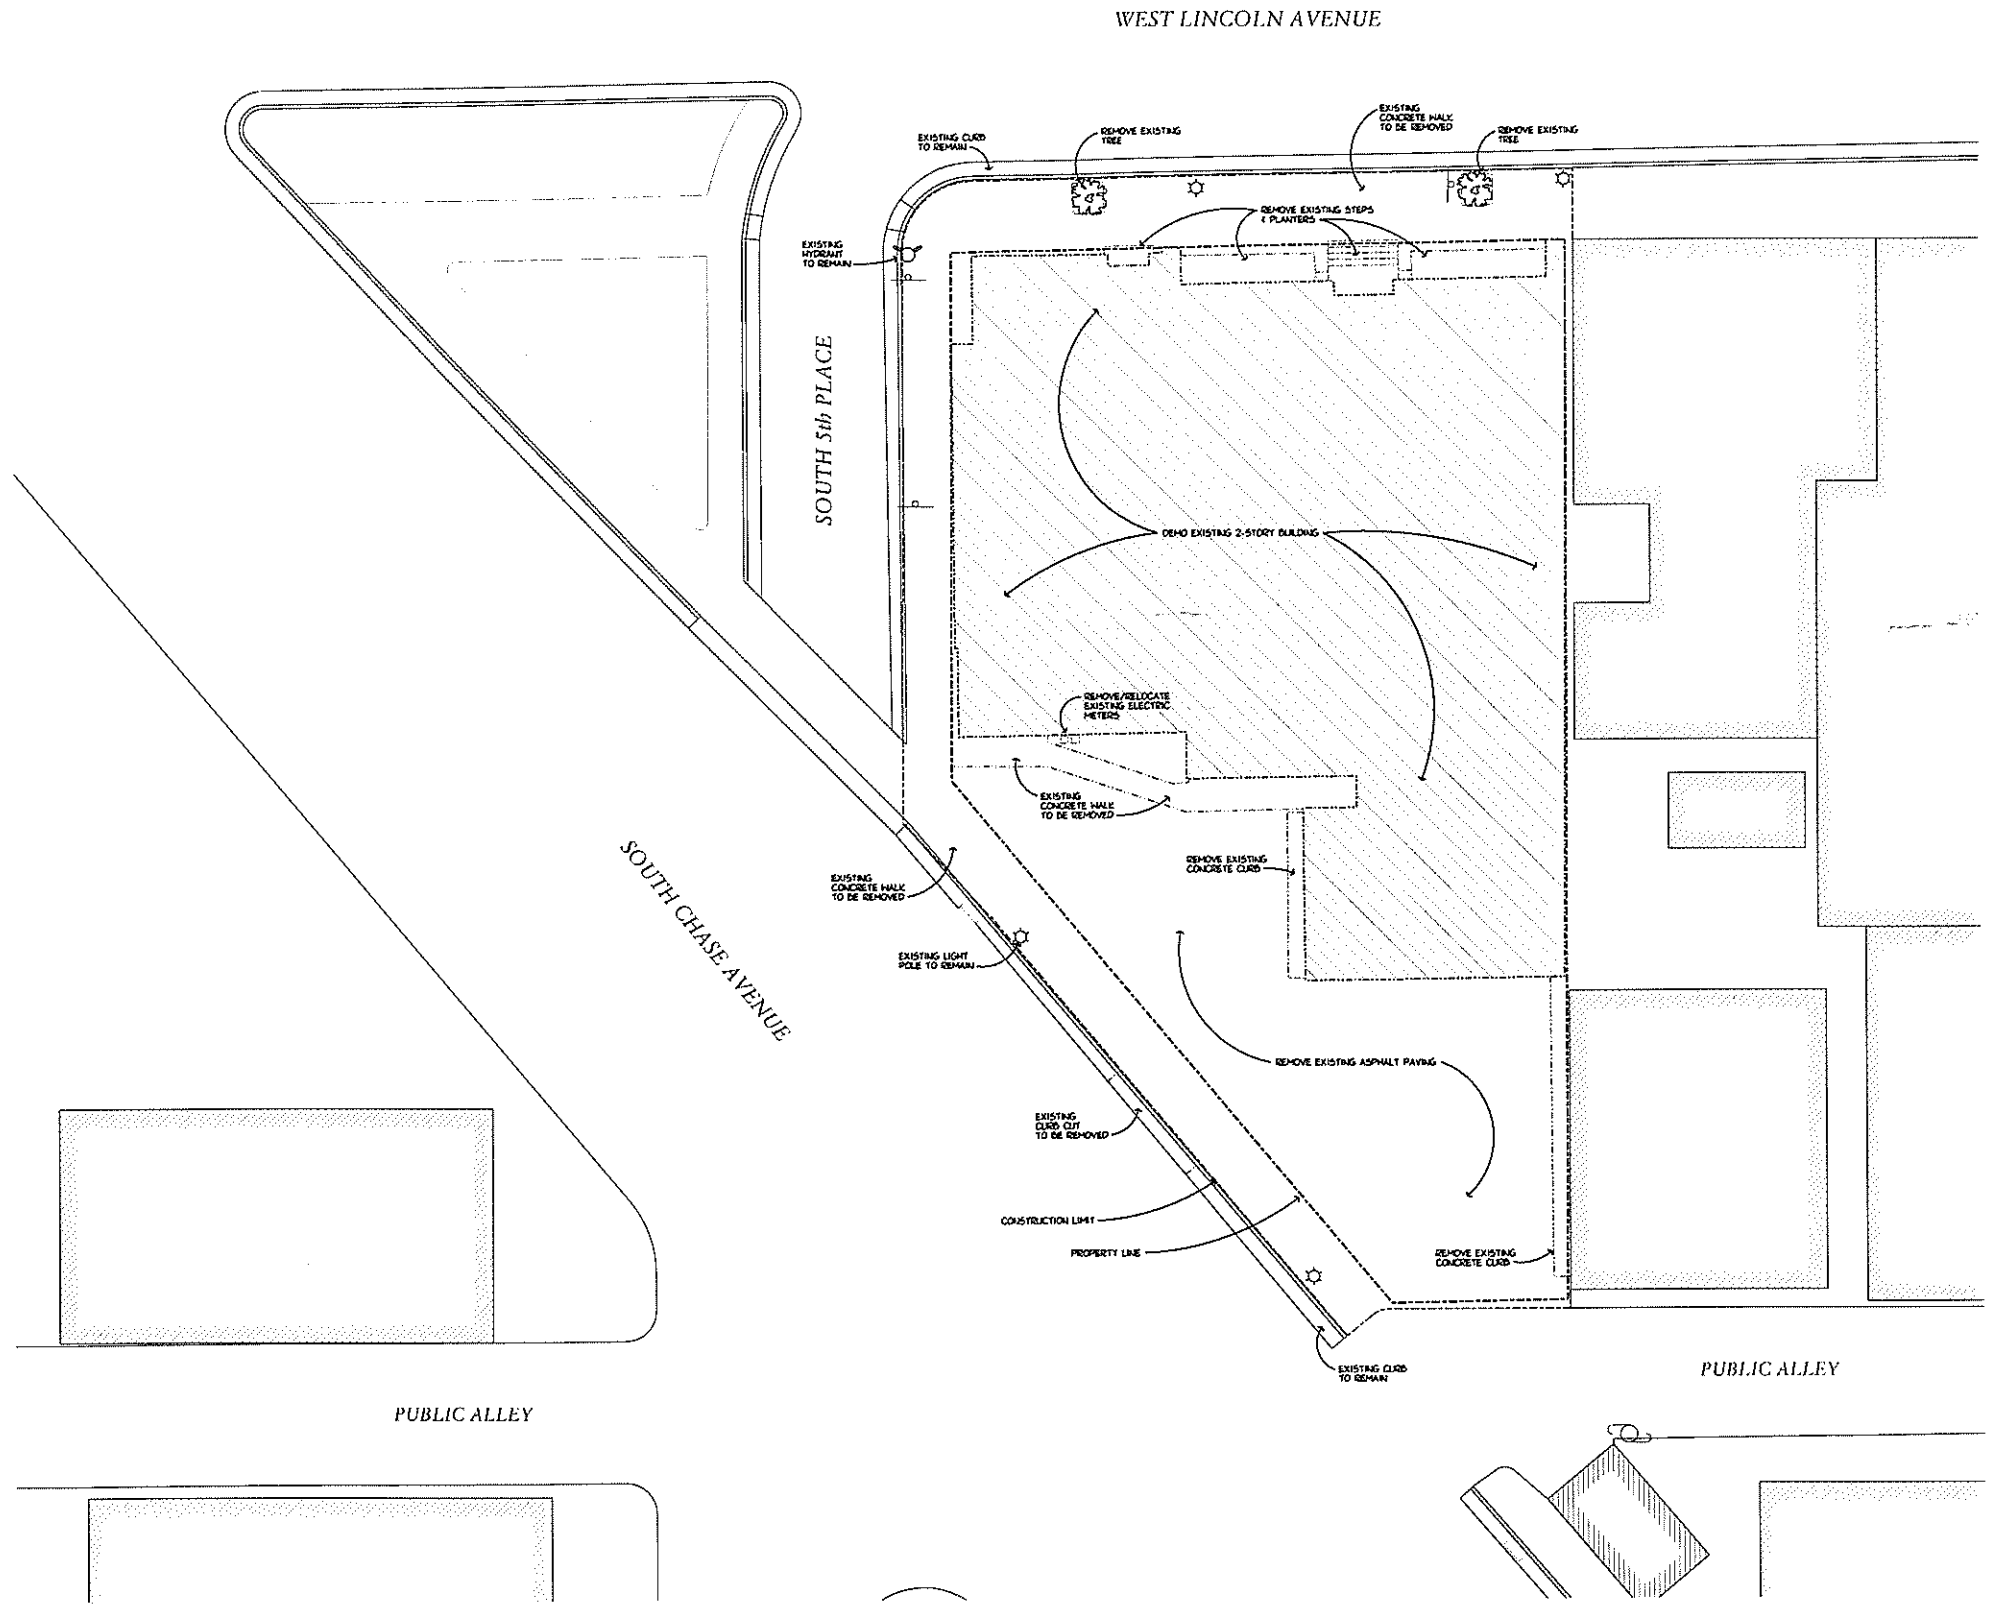 WEST LINCOLN AVENUE
EXISTING
CONCRETE WALK
TO BE REMOVED
REMOVE EXISTING
TREE
REMOVE EXISTING
TREE
EXISTING CURB
TO REMAIN
REMOVE EXISTING STEPS
& PLANTERS
EXISTING
HYDRANT
TO REMAIN
SOUTH 5th PLACE
DEMO EXISTING 2-STORY BUILDING
REMOVE/RELOCATE
EXISTING ELECTRIC
METERS
EXISTING
CONCRETE WALK
TO BE REMOVED
SOUTH CHASE AVENUE
REMOVE EXISTING
CONCRETE CURB
EXISTING
CONCRETE WALK
TO BE REMOVED
EXISTING LIGHT
POLE TO REMAIN
REMOVE EXISTING ASPHALT PAVING
EXISTING
CURB CUT
TO BE REMOVED
CONSTRUCTION LIMIT
PROPERTY LINE
REMOVE EXISTING
CONCRETE CURB
EXISTING CURB
TO REMAIN
PUBLIC ALLEY
PUBLIC ALLEY